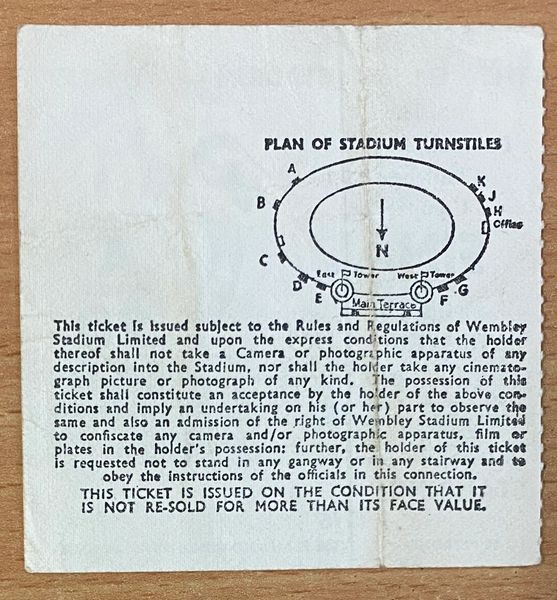 PLAN OF STADIUM TURNSTILES
A
K
B
J
H
Office
N
C
East Tower
West Tower
D
G
E
F
Main Terrace
This ticket is issued subject to the Rules and Regulations of Wembley
Stadium Limited and upon the express conditions that the holder
thereof shall not take a Camera or photographic apparatus of any
description into the Stadium, nor shall the holder take any cinemato-
graph picture or photograph of any kind. The possession of this
ticket shall constitute an acceptance by the holder of the above con-
ditions and imply an undertaking on his (or her) part to observe the
same and also an admission of the right of Wembley Stadium Limited
to confiscate any camera and/or photographic apparatus, film or
plates in the holder's possession: further, the holder of this ticket
is requested not to stand in any gangway or in any stairway and to
obey the instructions of the officials in this connection.
THIS TICKET IS ISSUED ON THE CONDITION THAT IT
IS NOT RE-SOLD FOR MORE THAN ITS FACE VALUE.